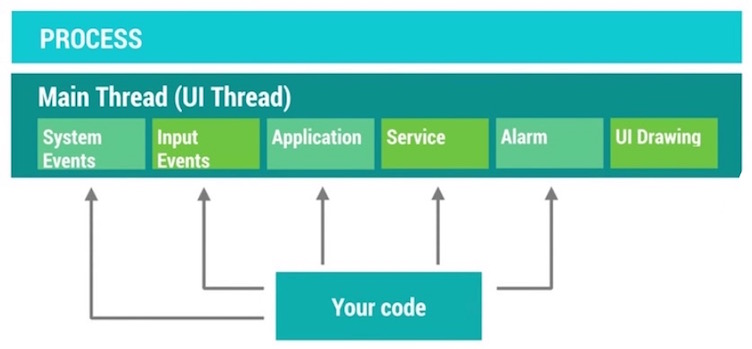 PROCESS
Main Thread (UI Thread)
System
Events
Input
Events
Application
Service
Alarm
UI Drawing
Your code